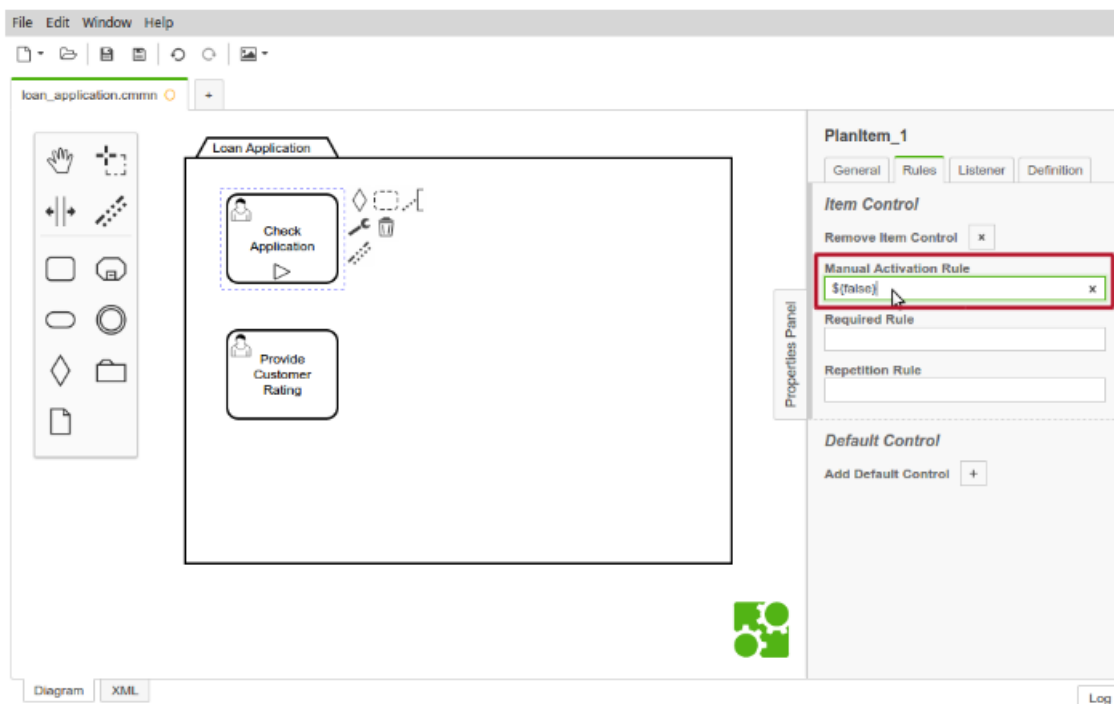 File Edit Window Help
loan_application.cmmn
+
Loan Application
Check
Application
Provide
Customer
Rating
Properties Panel
PlanItem_1
General Rules Listener Definition
Item Control
Remove Item Control x
Manual Activation Rule
${false} x
Required Rule
Repetition Rule
Default Control
Add Default Control +
Diagram XML
Log